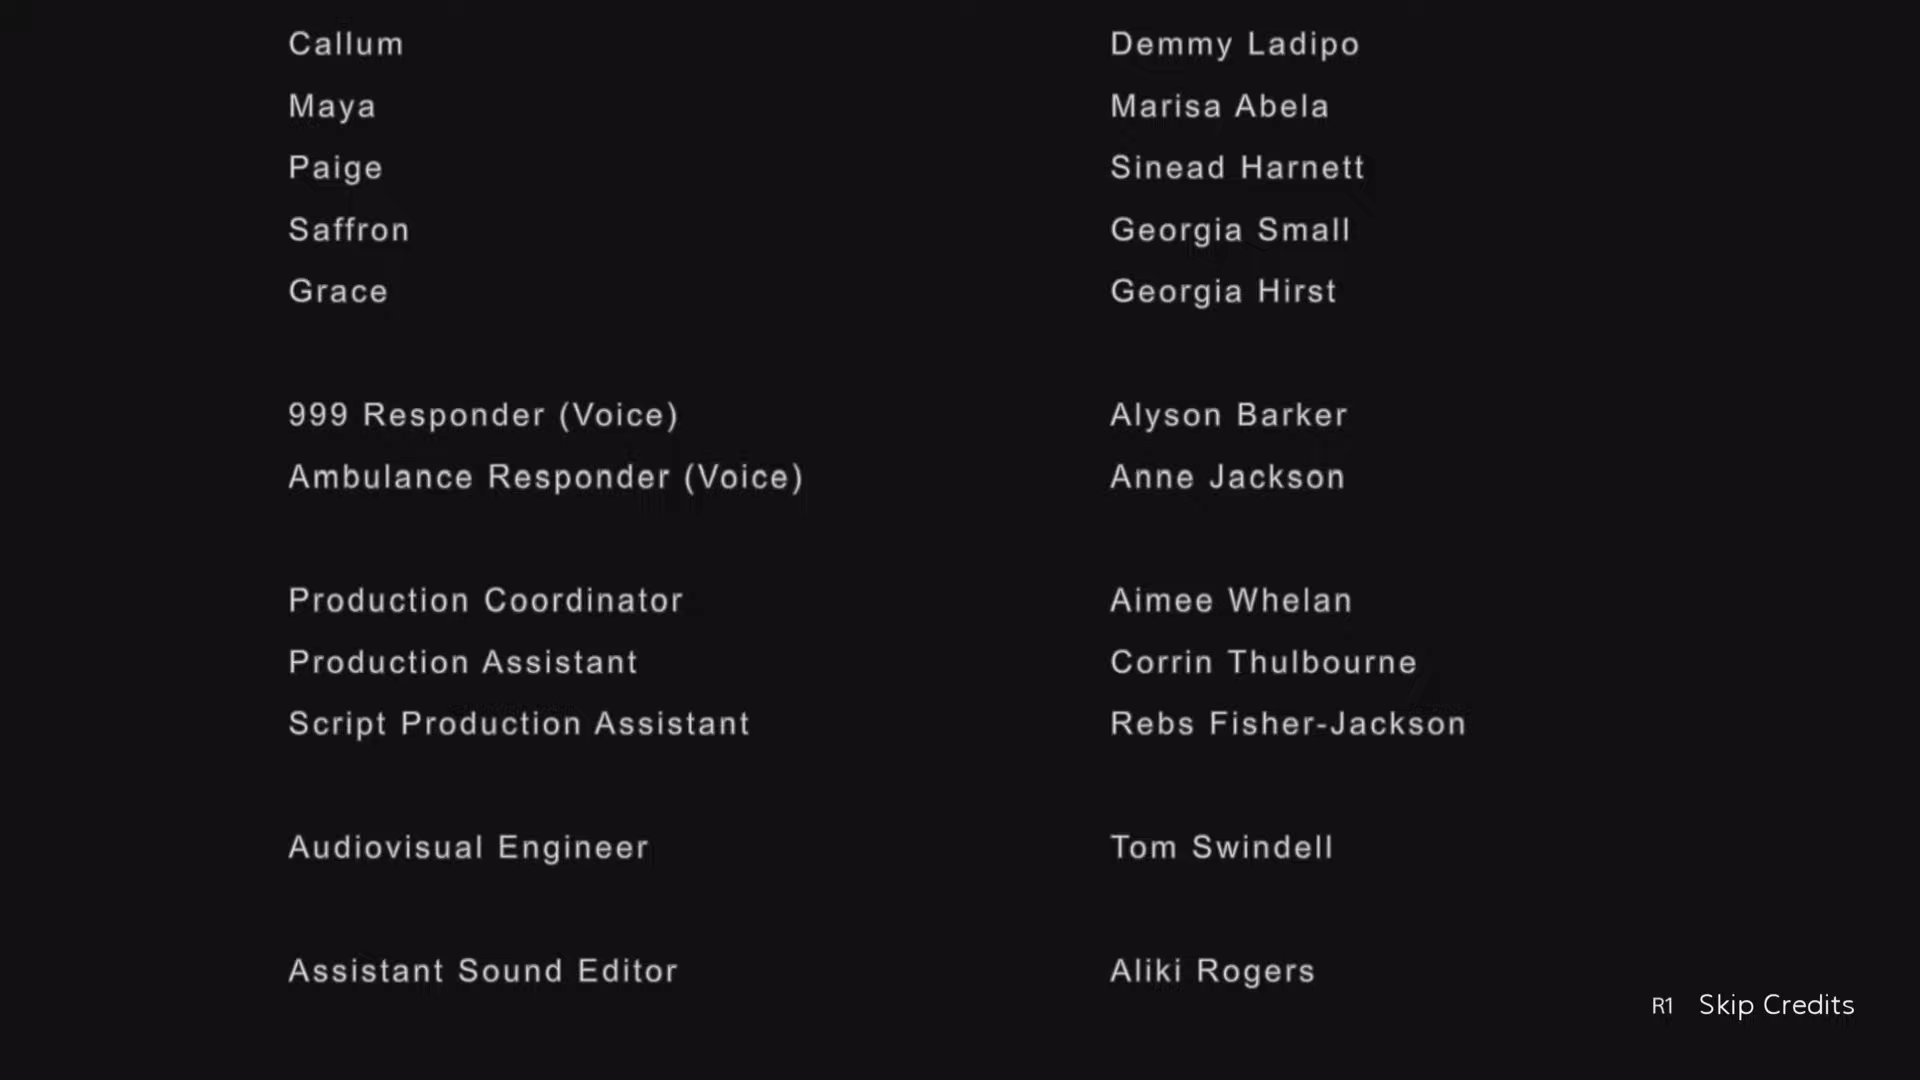 Callum Demmy Ladipo
Maya Marisa Abela
Paige Sinead Harnett
Saffron Georgia Small
Grace Georgia Hirst
999 Responder (Voice) Alyson Barker
Ambulance Responder (Voice) Anne Jackson
Production Coordinator Aimee Whelan
Production Assistant Corrin Thulbourne
Script Production Assistant Rebs Fisher-Jackson
Audiovisual Engineer Tom Swindell
Assistant Sound Editor Aliki Rogers
R1 Skip Credits